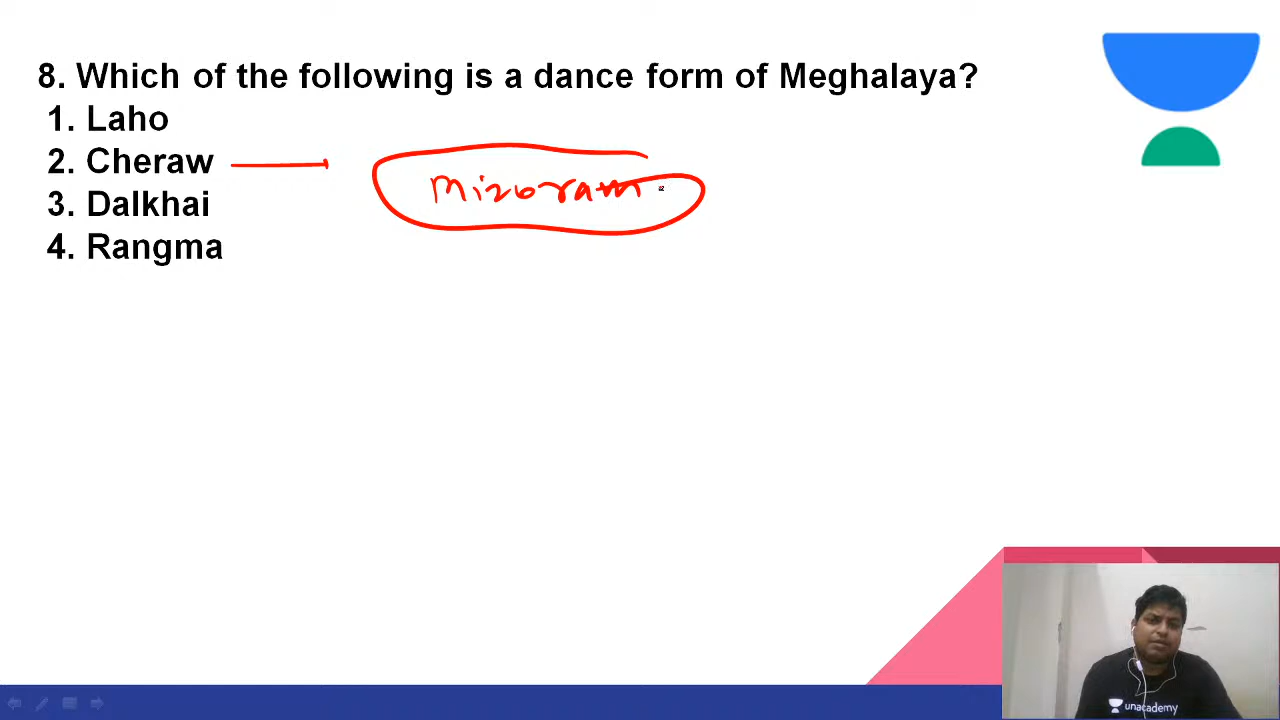 8. Which of the following is a dance form of Meghalaya?
1. Laho
2. Cheraw
mizoram
3. Dalkhai
4. Rangma
unacademy